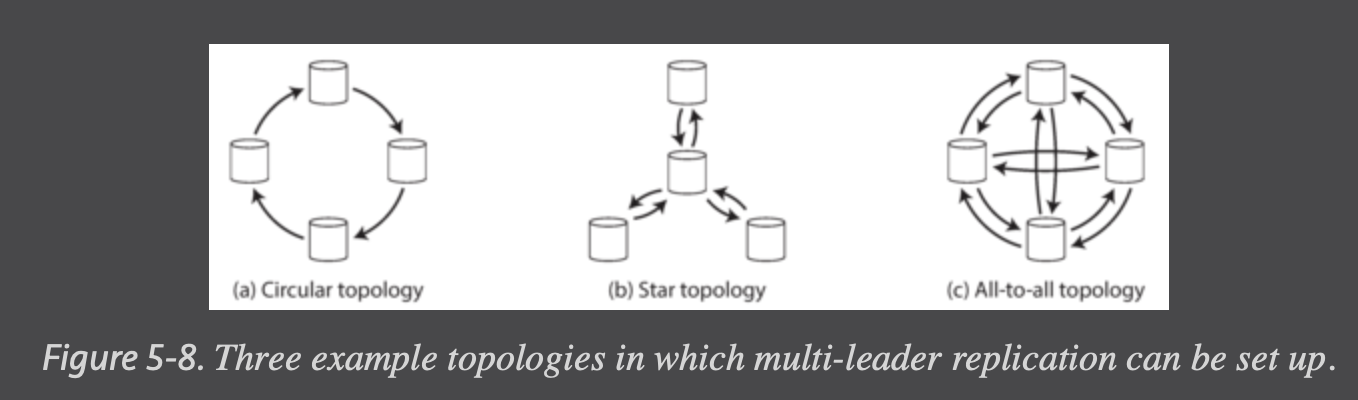 (a) Circular topology
(b) Star topology
(c) All-to-all topology
Figure 5-8. Three example topologies in which multi-leader replication can be set up.